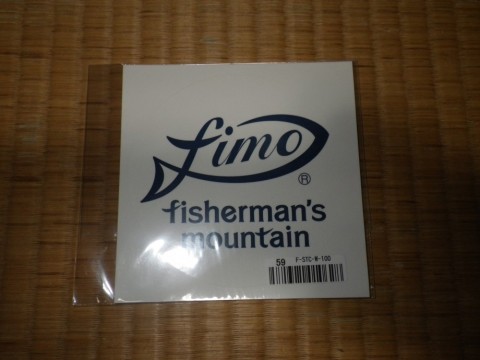 fimo
®
fisherman's
mountain
59 F-STC-W-100